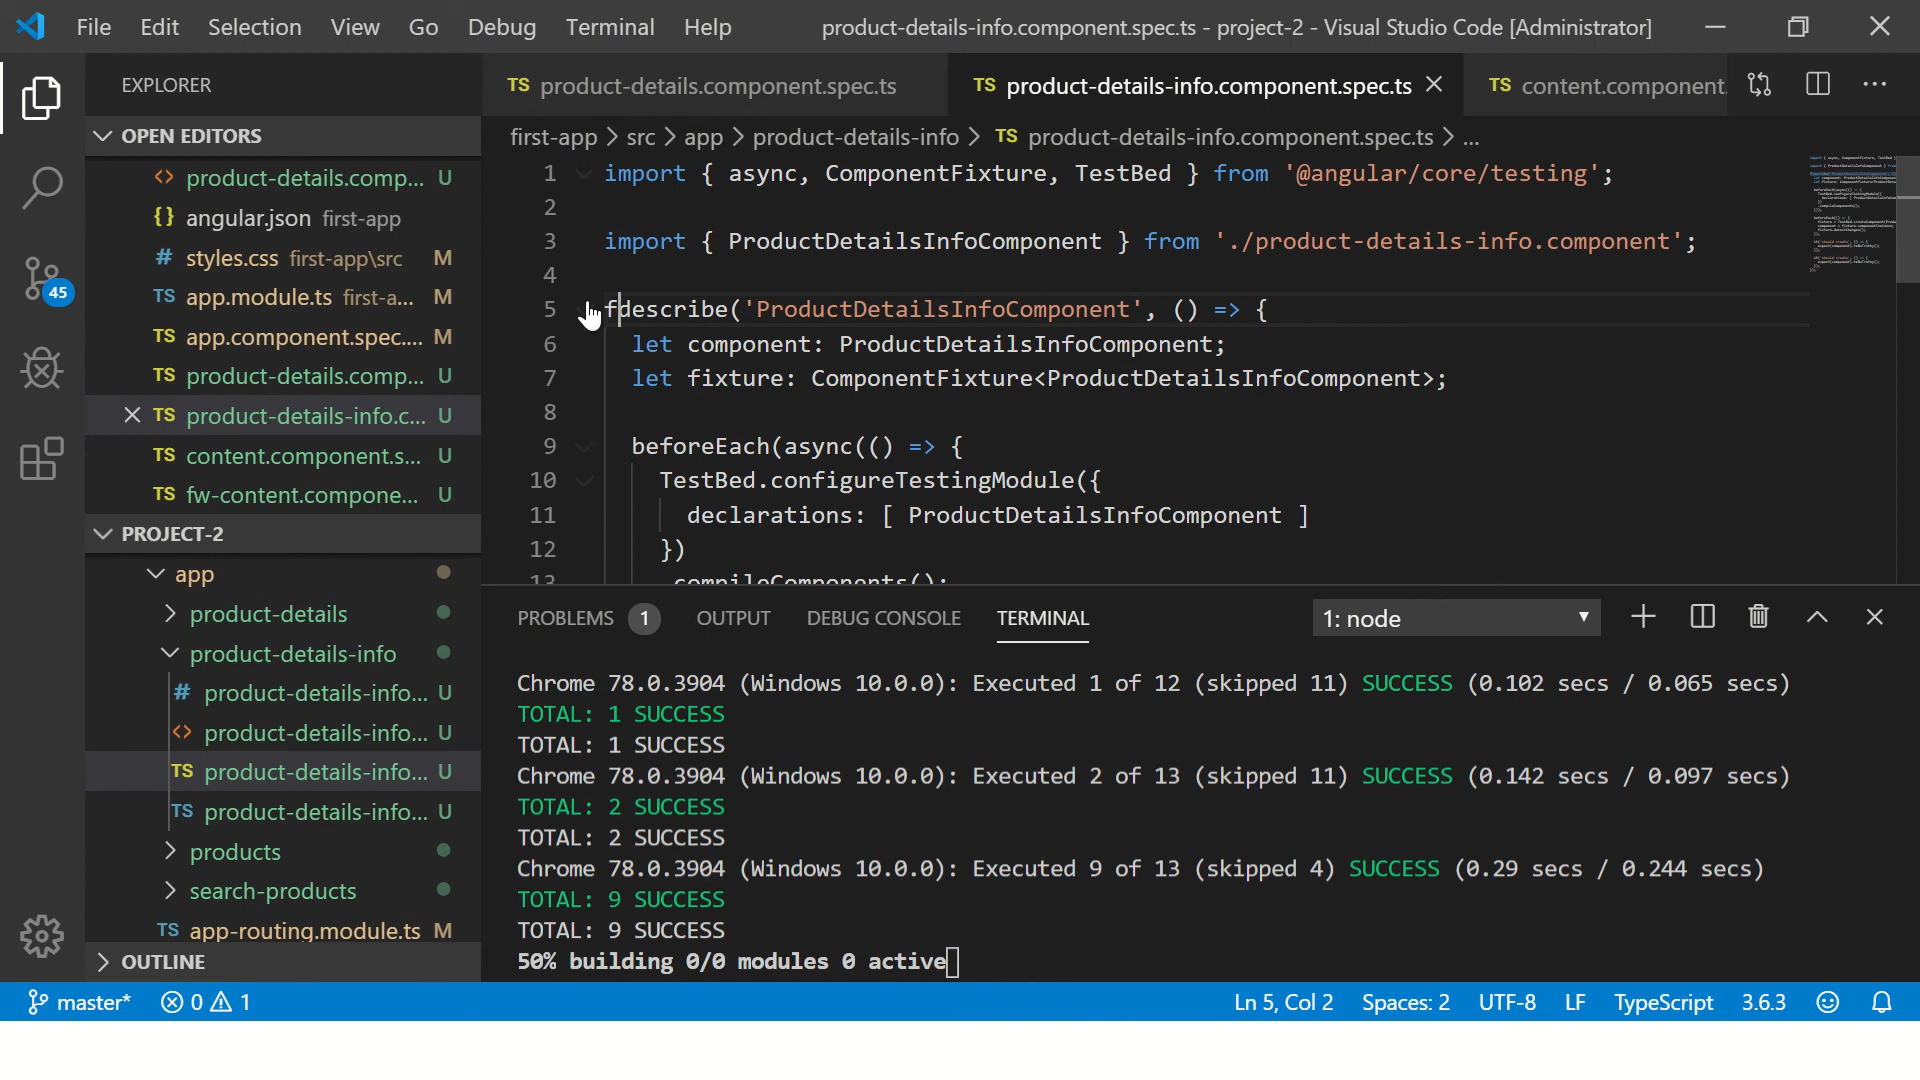 File Edit Selection View Go Debug Terminal Help product-details-info.component.spec.ts - project-2 - Visual Studio Code [Administrator]
EXPLORER
OPEN EDITORS
<> product-details.comp... U
{} angular.json first-app
# styles.css first-app\src M
TS app.module.ts first-a... M
TS app.component.spec.... M
TS product-details.comp... U
TS product-details-info.c... U
TS content.component.s... U
TS fw-content.compone... U
PROJECT-2
app
product-details
product-details-info
# product-details-info... U
<> product-details-info... U
TS product-details-info... U
TS product-details-info... U
products
search-products
TS app-routing.module.ts M
OUTLINE
45
TS product-details.component.spec.ts TS product-details-info.component.spec.ts TS content.component.
first-app > src > app > product-details-info > TS product-details-info.component.spec.ts > ...
1 import { async, ComponentFixture, TestBed } from '@angular/core/testing';
2
3 import { ProductDetailsInfoComponent } from './product-details-info.component';
4
5 fdescribe('ProductDetailsInfoComponent', () => {
6 let component: ProductDetailsInfoComponent;
7 let fixture: ComponentFixture<ProductDetailsInfoComponent>;
8
9 beforeEach(async(() => {
10 TestBed.configureTestingModule({
11 declarations: [ ProductDetailsInfoComponent ]
12 })
13 .compileComponents();
PROBLEMS 1 OUTPUT DEBUG CONSOLE TERMINAL 1: node
Chrome 78.0.3904 (Windows 10.0.0): Executed 1 of 12 (skipped 11) SUCCESS (0.102 secs / 0.065 secs)
TOTAL: 1 SUCCESS
TOTAL: 1 SUCCESS
Chrome 78.0.3904 (Windows 10.0.0): Executed 2 of 13 (skipped 11) SUCCESS (0.142 secs / 0.097 secs)
TOTAL: 2 SUCCESS
TOTAL: 2 SUCCESS
Chrome 78.0.3904 (Windows 10.0.0): Executed 9 of 13 (skipped 4) SUCCESS (0.29 secs / 0.244 secs)
TOTAL: 9 SUCCESS
TOTAL: 9 SUCCESS
50% building 0/0 modules 0 active
master* 0 1 Ln 5, Col 2 Spaces: 2 UTF-8 LF TypeScript 3.6.3